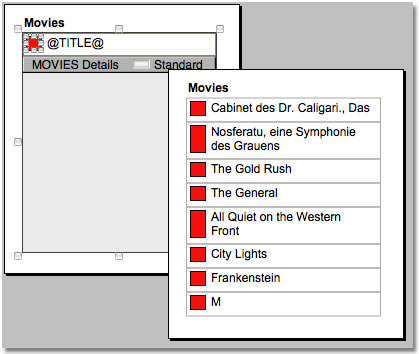 Movies
@TITLE@
MOVIES Details Standard
Movies
Cabinet des Dr. Caligari., Das
Nosferatu, eine Symphonie
des Grauens
The Gold Rush
The General
All Quiet on the Western
Front
City Lights
Frankenstein
M